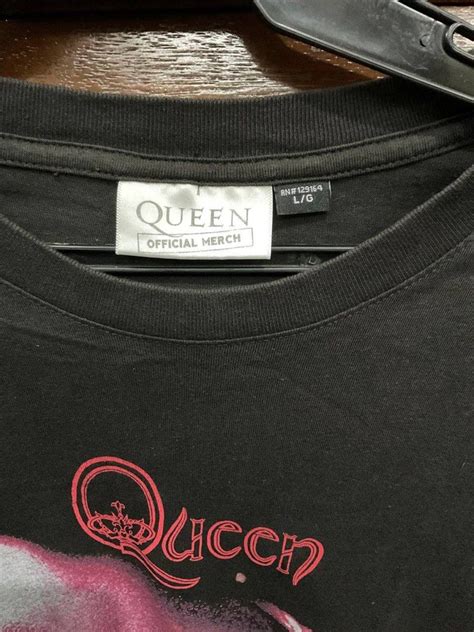 QUEEN
OFFICIAL MERCH
RN# 129164
L/G
Queen